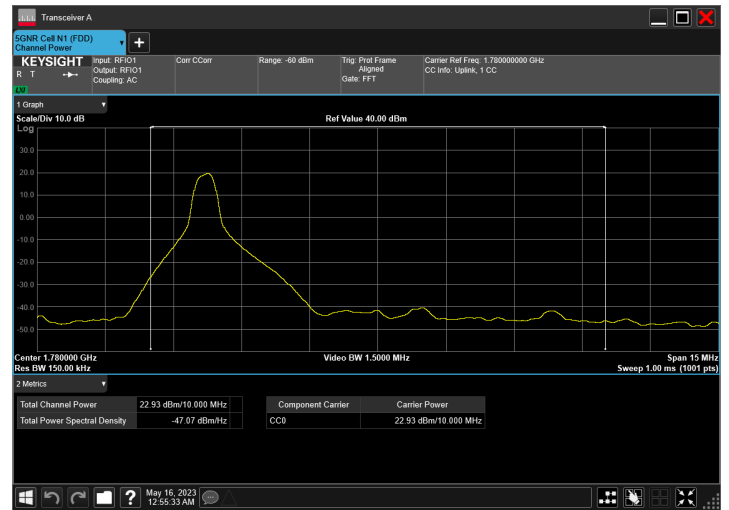 Transceiver A
5GNR Cell N1 (FDD)
Channel Power
KEYSIGHT
R T
LXI
Input: RFIO1
Output: RFIO1
Coupling: AC
Corr CCorr
Range: -60 dBm
Trig: Prot Frame
Aligned
Gate: FFT
Carrier Ref Freq: 1.780000000 GHz
CC Info: Uplink, 1 CC
1 Graph
Scale/Div 10.0 dB
Ref Value 40.00 dBm
Log
30.0
20.0
10.0
0.00
-10.0
-20.0
-30.0
-40.0
-50.0
Center 1.780000 GHz
Video BW 1.5000 MHz
Span 15 MHz
Res BW 150.00 kHz
Sweep 1.00 ms (1001 pts)
2 Metrics
Total Channel Power 22.93 dBm/10.000 MHz
Total Power Spectral Density -47.07 dBm/Hz
Component Carrier Carrier Power
CC0 22.93 dBm/10.000 MHz
?
May 16, 2023
12:55:33 AM